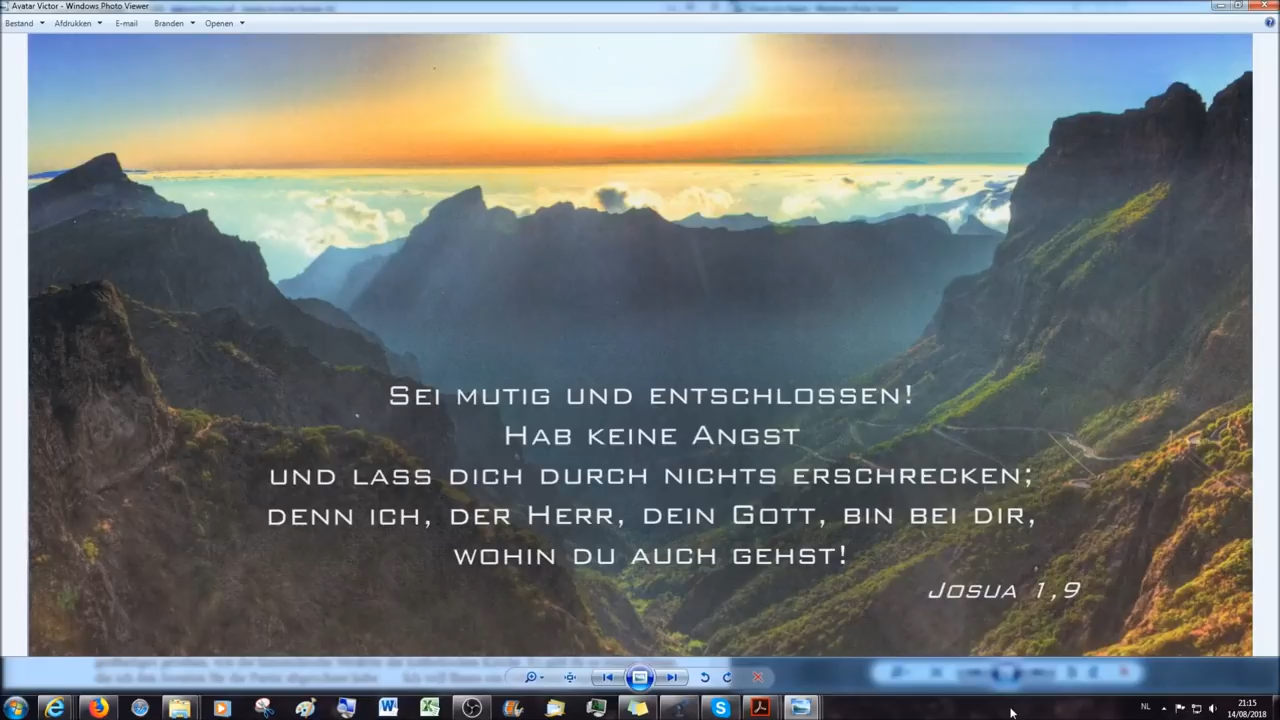 Avatar Victor - Windows Photo Viewer
Bestand Afdrukken E-mail Branden Openen
SEI MUTIG UND ENTSCHLOSSEN!
HAB KEINE ANGST
UND LASS DICH DURCH NICHTS ERSCHRECKEN;
DENN ICH, DER HERR, DEIN GOTT, BIN BEI DIR,
WOHIN DU AUCH GEHST!
JOSUA 1,9
NL
21:15
14/08/2018